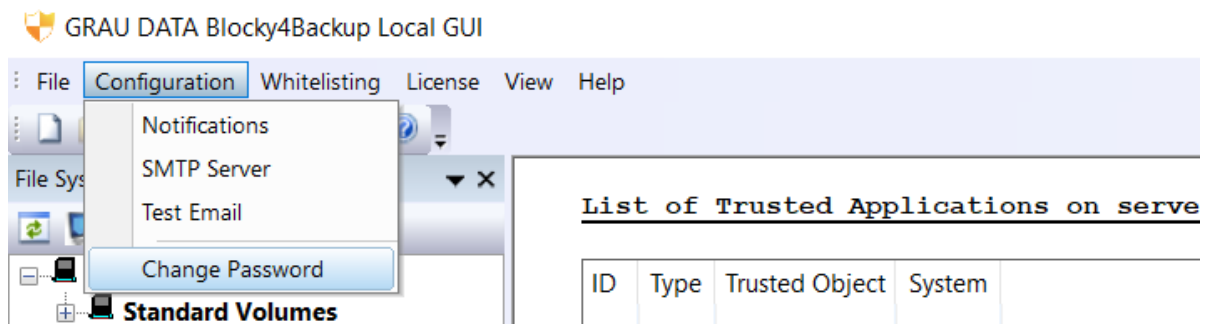 GRAU DATA Blocky4Backup Local GUI
File Configuration Whitelisting License View Help
Notifications
SMTP Server
Test Email
Change Password
File Sys
Standard Volumes
List of Trusted Applications on serve
ID Type Trusted Object System